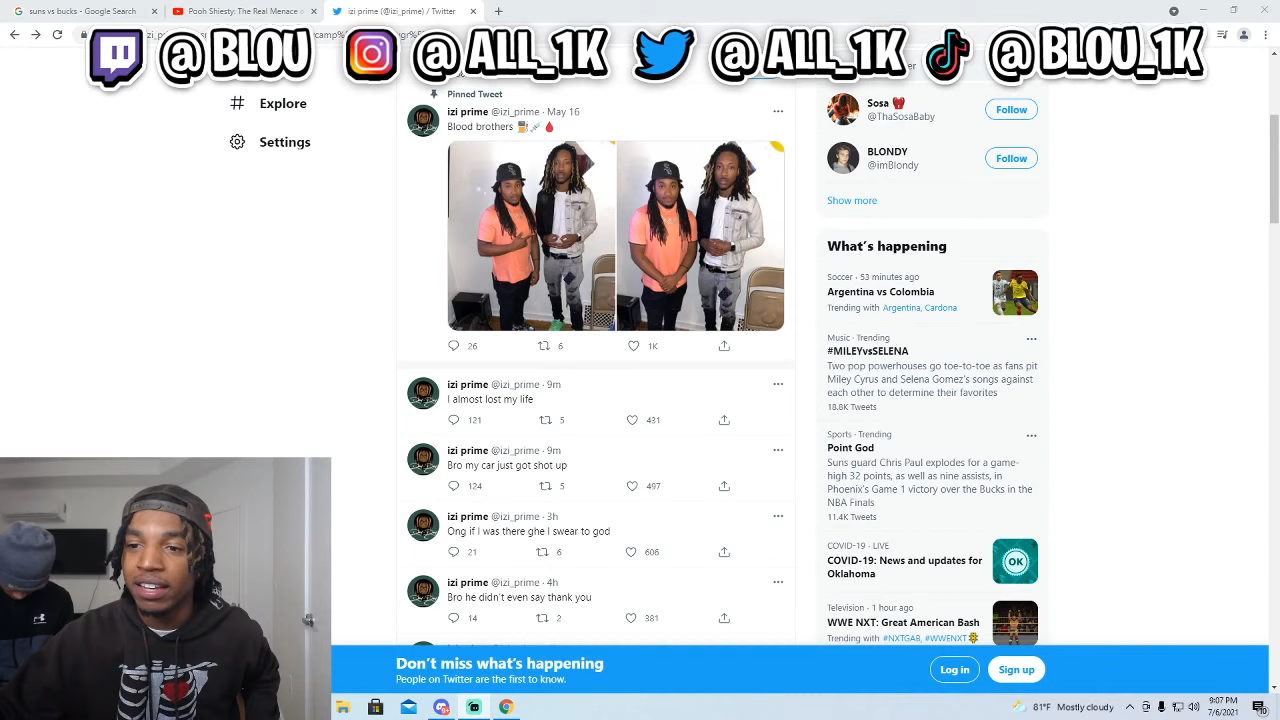 suns vs bucks - Google Search
Pooh Shiesty: The Real Menace
izi prime (@izi_prime) / Twitter
@ BLOU
@ ALL_1K
@ ALL_1K
@ BLOU_1K
Explore
Settings
Pinned Tweet
izi prime @izi_prime · May 16
Blood brothers
26
6
1K
izi prime @izi_prime · 9m
I almost lost my life
121
5
431
izi prime @izi_prime · 9m
Bro my car just got shot up
124
5
497
izi prime @izi_prime · 3h
Ong if I was there ghe I swear to god
21
6
606
izi prime @izi_prime · 4h
Bro he didn't even say thank you
14
2
381
Sosa
@ThaSosaBaby
Follow
BLONDY
@imBlondy
Follow
Show more
What's happening
Soccer · 53 minutes ago
Argentina vs Colombia
Trending with Argentina, Cardona
Music · Trending
#MILEYvsSELENA
Two pop powerhouses go toe-to-toe as fans pit
Miley Cyrus and Selena Gomez's songs against
each other to determine their favorites
18.8K Tweets
Sports · Trending
Point God
Suns guard Chris Paul explodes for a game-
high 32 points, as well as nine assists, in
Phoenix's Game 1 victory over the Bucks in the
NBA Finals
11.4K Tweets
COVID-19 · LIVE
COVID-19: News and updates for
Oklahoma
OK
Television · 1 hour ago
WWE NXT: Great American Bash
Trending with #NXTGAB, #WWENXT
Don't miss what's happening
People on Twitter are the first to know.
Log in
Sign up
81°F Mostly cloudy
9:07 PM
7/6/2021